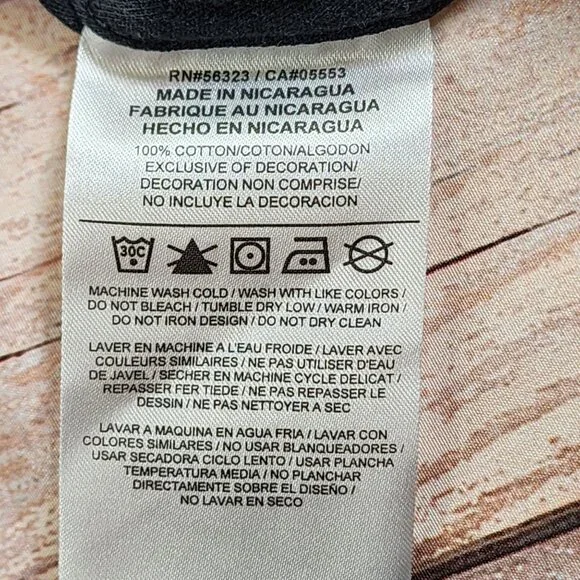 RN#56323 / CA#05553
MADE IN NICARAGUA
FABRIQUE AU NICARAGUA
HECHO EN NICARAGUA
100% COTTON/COTON/ALGODON
EXCLUSIVE OF DECORATION/
DECORATION NON COMPRISE/
NO INCLUYE LA DECORACION
30C
MACHINE WASH COLD / WASH WITH LIKE COLORS /
DO NOT BLEACH / TUMBLE DRY LOW / WARM IRON /
DO NOT IRON DESIGN / DO NOT DRY CLEAN
LAVER EN MACHINE A L'EAU FROIDE / LAVER AVEC
COULEURS SIMILAIRES / NE PAS UTILISER D'EAU
DE JAVEL / SECHER EN MACHINE CYCLE DELICAT /
REPASSER FER TIEDE / NE PAS REPASSER LE
DESSIN / NE PAS NETTOYER A SEC
LAVAR A MAQUINA EN AGUA FRIA / LAVAR CON
COLORES SIMILARES / NO USAR BLANQUEADORES /
USAR SECADORA CICLO LENTO / USAR PLANCHA
TEMPERATURA MEDIA / NO PLANCHAR
DIRECTAMENTE SOBRE EL DISEÑO /
NO LAVAR EN SECO